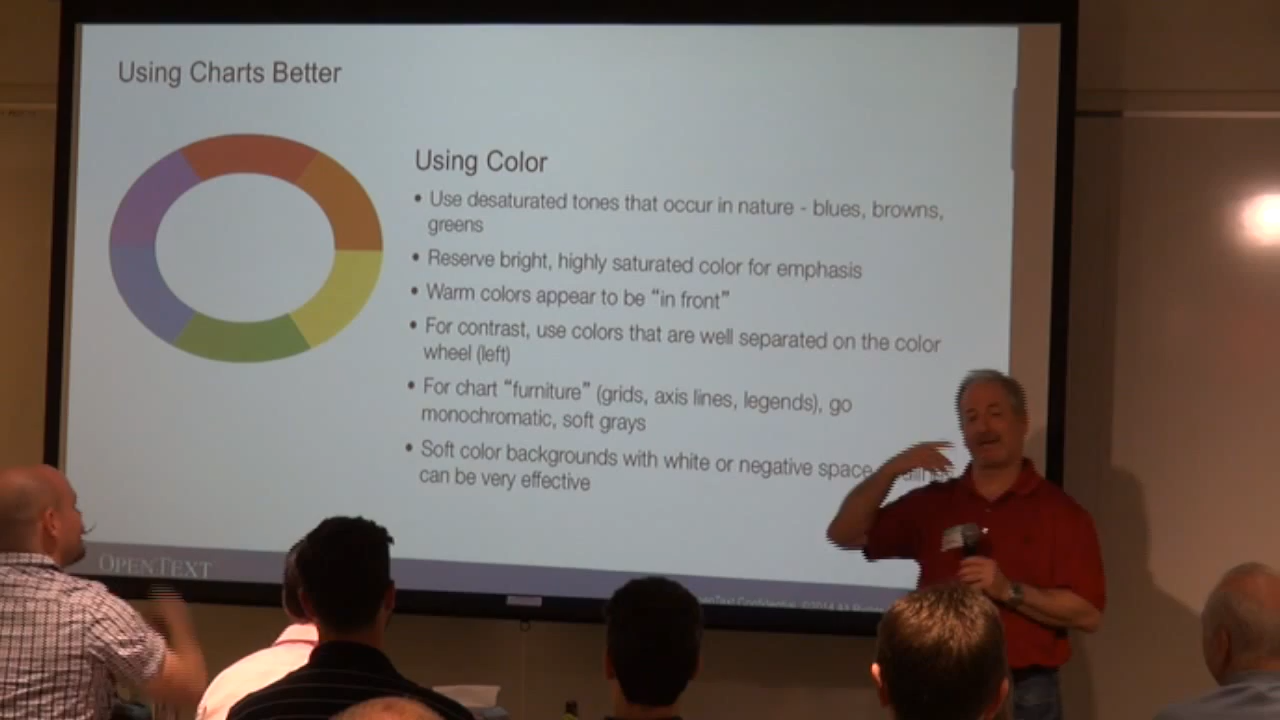 Using Charts Better
Using Color
• Use desaturated tones that occur in nature - blues, browns,
greens
• Reserve bright, highly saturated color for emphasis
• Warm colors appear to be “in front”
• For contrast, use colors that are well separated on the color
wheel (left)
• For chart “furniture” (grids, axis lines, legends), go
monochromatic, soft grays
• Soft color backgrounds with white or negative space
can be very effective
OPENTEXT
Confidential. ©2014 All